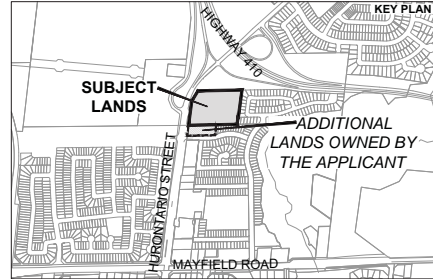 KEY PLAN
HIGHWAY 410
SUBJECT
LANDS
ADDITIONAL
LANDS OWNED BY
THE APPLICANT
HURONTARIO STREET
MAYFIELD ROAD